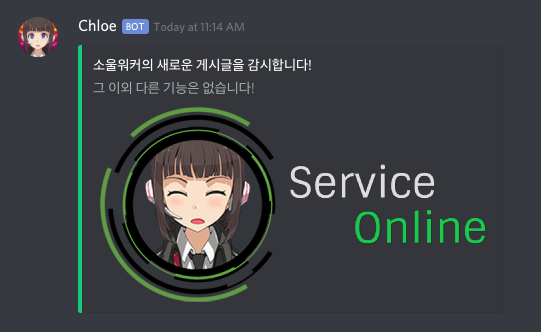 Chloe BOT Today at 11:14 AM
소울워커의 새로운 게시글을 감시합니다!
그 이외 다른 기능은 없습니다!
Service
Online